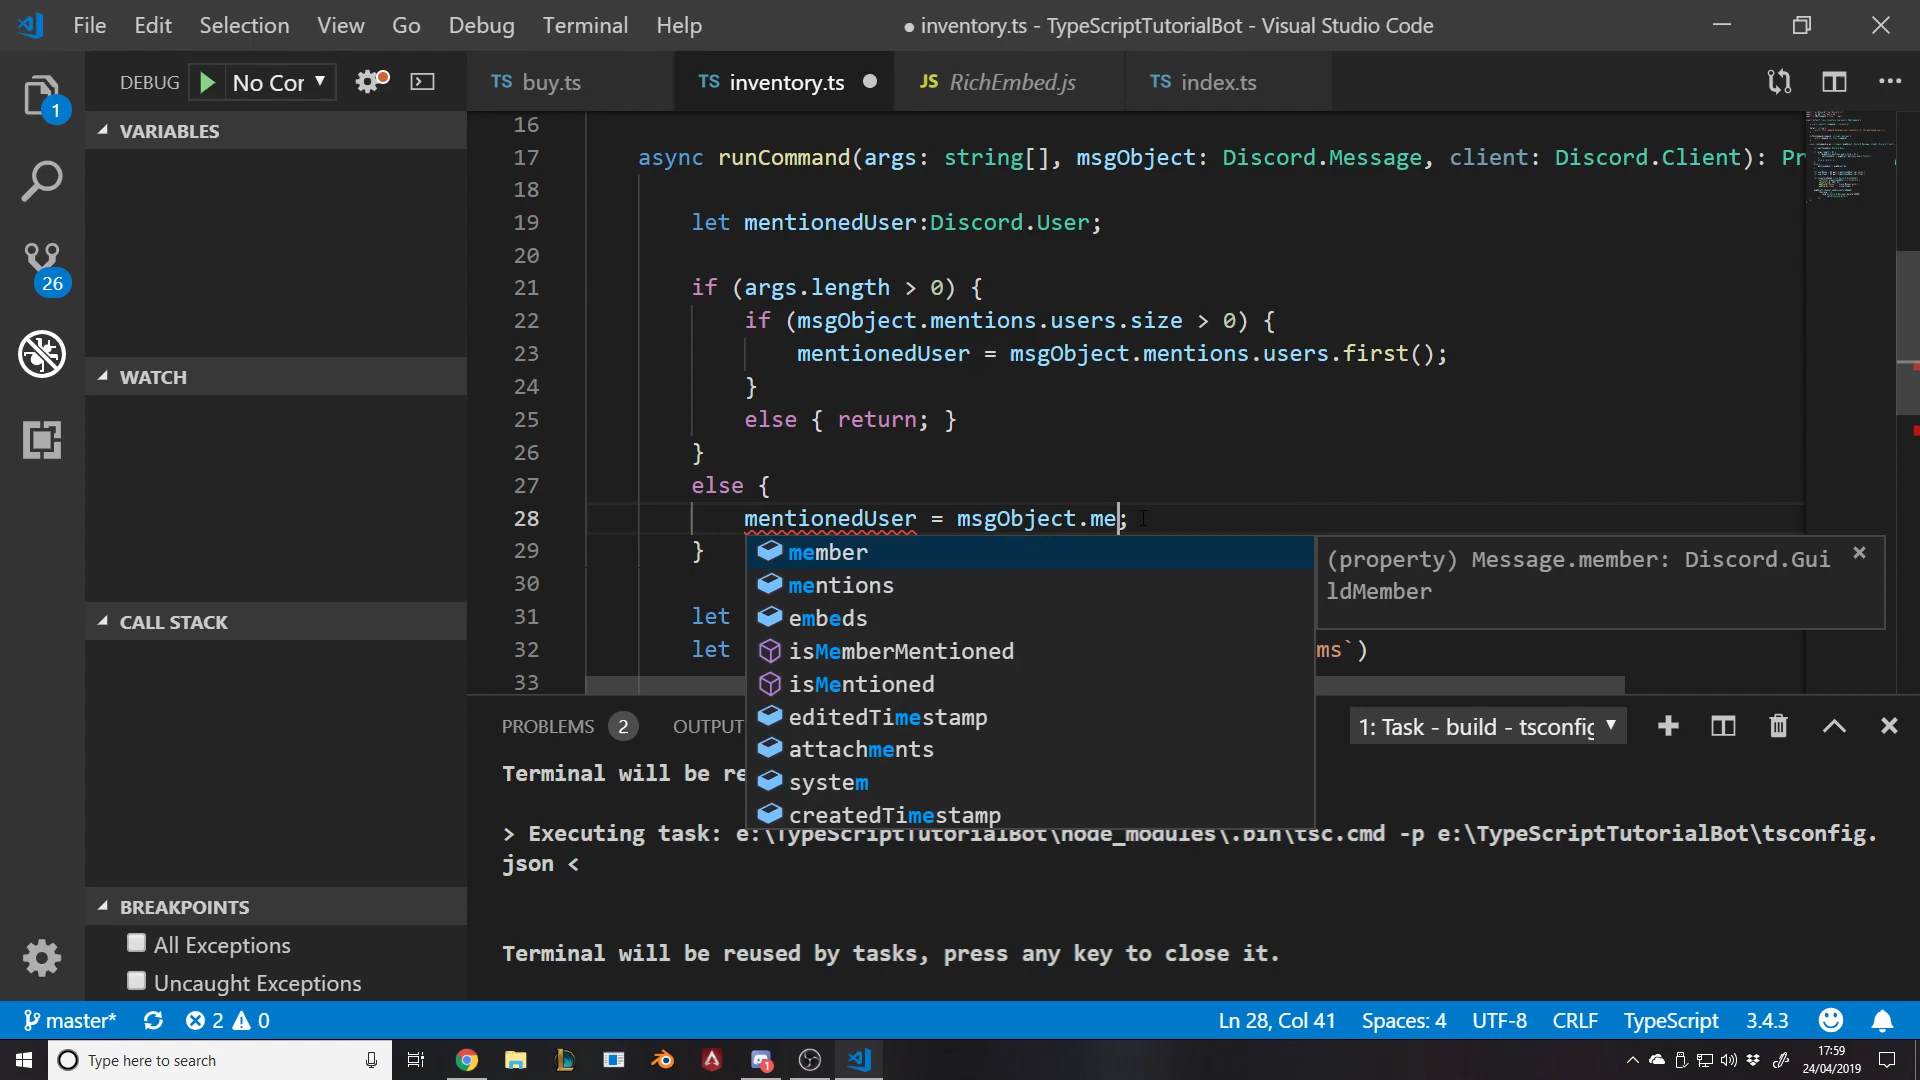 File Edit Selection View Go Debug Terminal Help ● inventory.ts - TypeScriptTutorialBot - Visual Studio Code
DEBUG No Cor
TS buy.ts TS inventory.ts JS RichEmbed.js TS index.ts
1
26
VARIABLES
WATCH
CALL STACK
BREAKPOINTS
All Exceptions
Uncaught Exceptions
16
17 async runCommand(args: string[], msgObject: Discord.Message, client: Discord.Client): Pr
18
19 let mentionedUser:Discord.User;
20
21 if (args.length > 0) {
22 if (msgObject.mentions.users.size > 0) {
23 mentionedUser = msgObject.mentions.users.first();
24 }
25 else { return; }
26 }
27 else {
28 mentionedUser = msgObject.me;
29 }
30
31 let
32 let ms`)
33
member
mentions
embeds
isMemberMentioned
isMentioned
editedTimestamp
attachments
system
createdTimestamp
(property) Message.member: Discord.Gui
ldMember
PROBLEMS 2 OUTPUT 1: Task - build - tsconfig
Terminal will be re
> Executing task: e:\TypeScriptTutorialBot\node_modules\.bin\tsc.cmd -p e:\TypeScriptTutorialBot\tsconfig.
json <
Terminal will be reused by tasks, press any key to close it.
master* 2 0 Ln 28, Col 41 Spaces: 4 UTF-8 CRLF TypeScript 3.4.3
Type here to search
1
17:59
24/04/2019